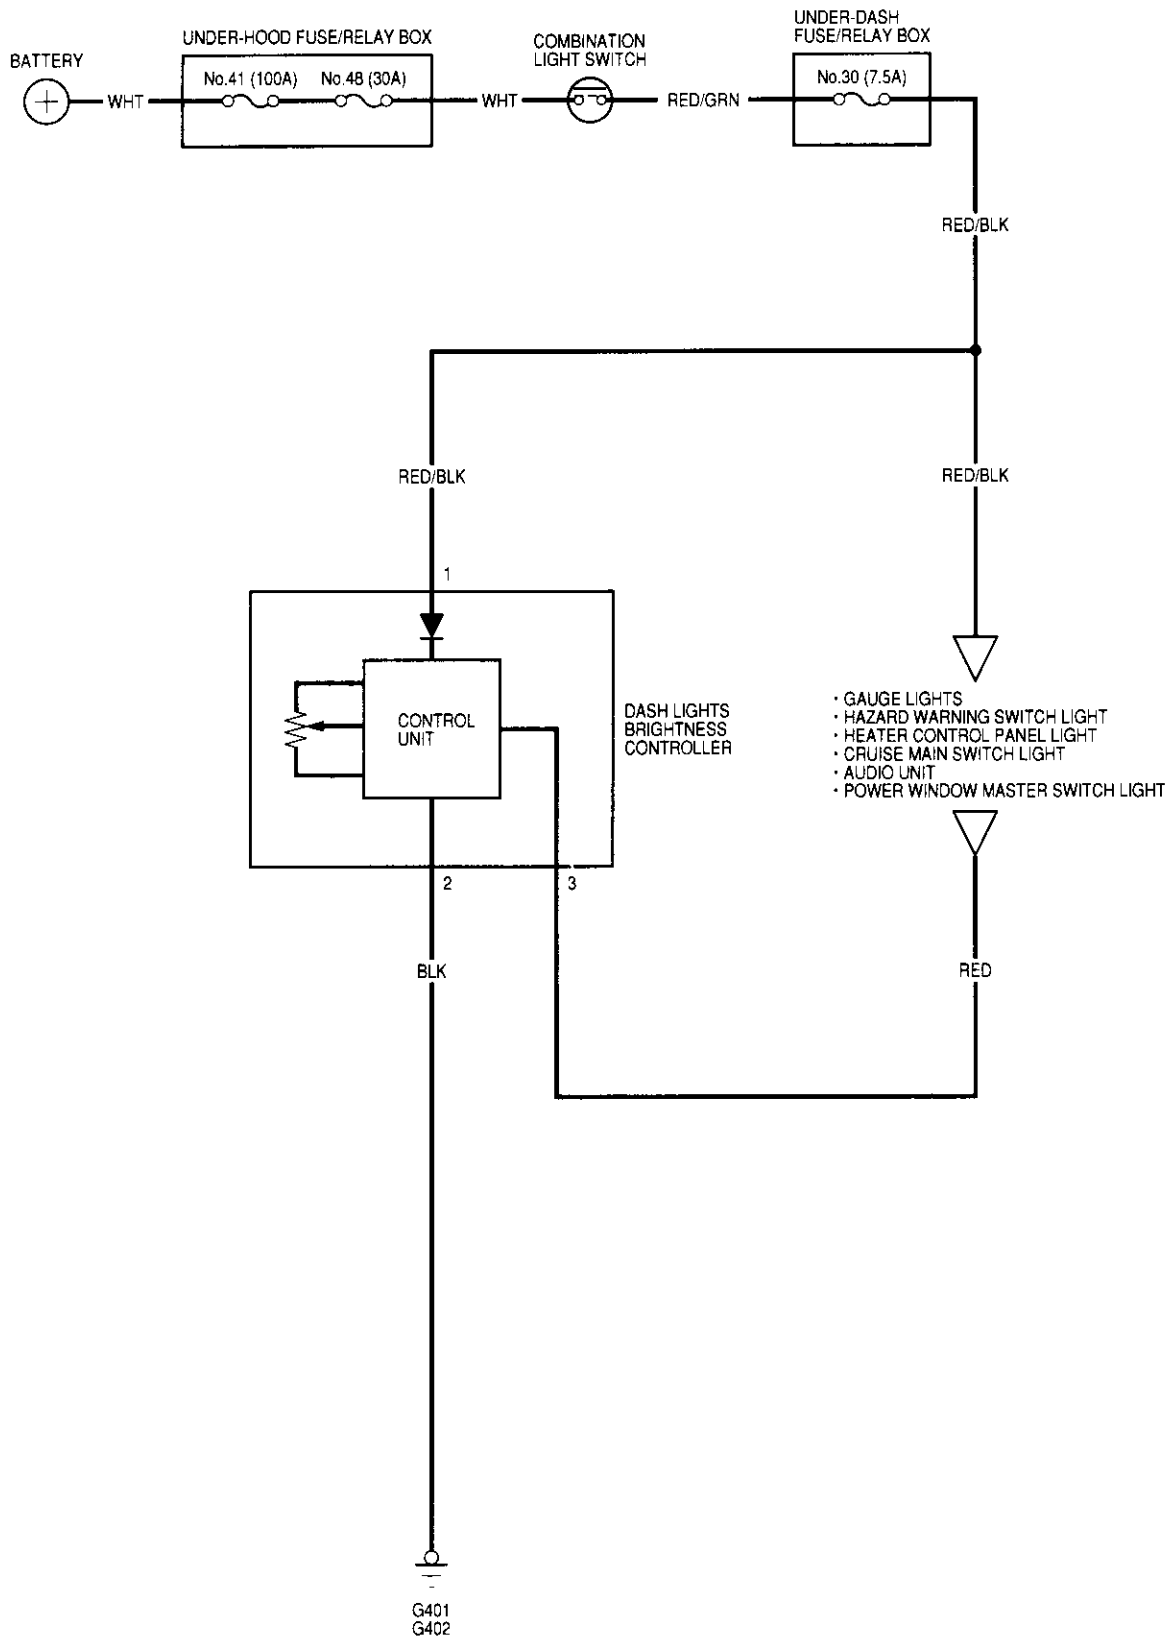 UNDER-DASH
FUSE/RELAY BOX
UNDER-HOOD FUSE/RELAY BOX
COMBINATION
LIGHT SWITCH
BATTERY
No.41 (100A)
No.48 (30A)
No.30 (7.5A)
WHT
WHT
RED/GRN
RED/BLK
RED/BLK
RED/BLK
1
CONTROL
UNIT
DASH LIGHTS
BRIGHTNESS
CONTROLLER
· GAUGE LIGHTS
· HAZARD WARNING SWITCH LIGHT
· HEATER CONTROL PANEL LIGHT
· CRUISE MAIN SWITCH LIGHT
· AUDIO UNIT
· POWER WINDOW MASTER SWITCH LIGHT
2
3
BLK
RED
G401
G402